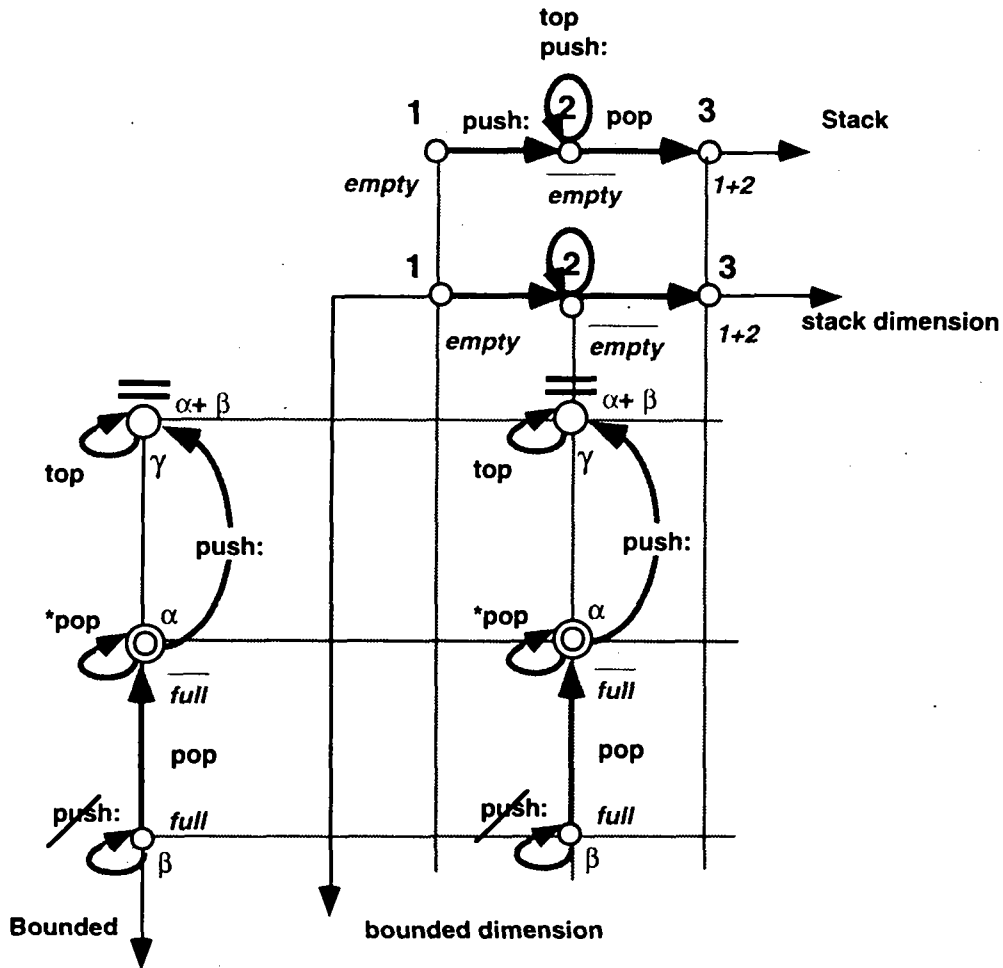 top
push:
1 push: 2 pop 3 Stack
empty empty 1+2
1 2 3
empty empty 1+2 stack dimension
α+ β α+ β
top γ top γ
push: push:
*pop α *pop α
full full
pop pop
push: full push: full
β β
Bounded bounded dimension